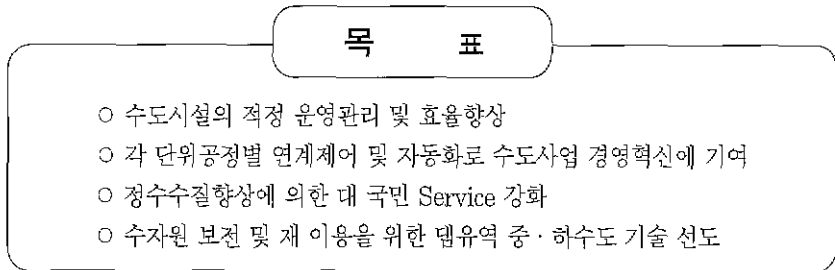 목 표
○ 수도시설의 적정 운영관리 및 효율향상
○ 각 단위공정별 연계제어 및 자동화로 수도사업 경영혁신에 기여
○ 정수수질향상에 의한 대 국민 Service 강화
○ 수자원 보전 및 재 이용을 위한 댐유역 중·하수도 기술 선도